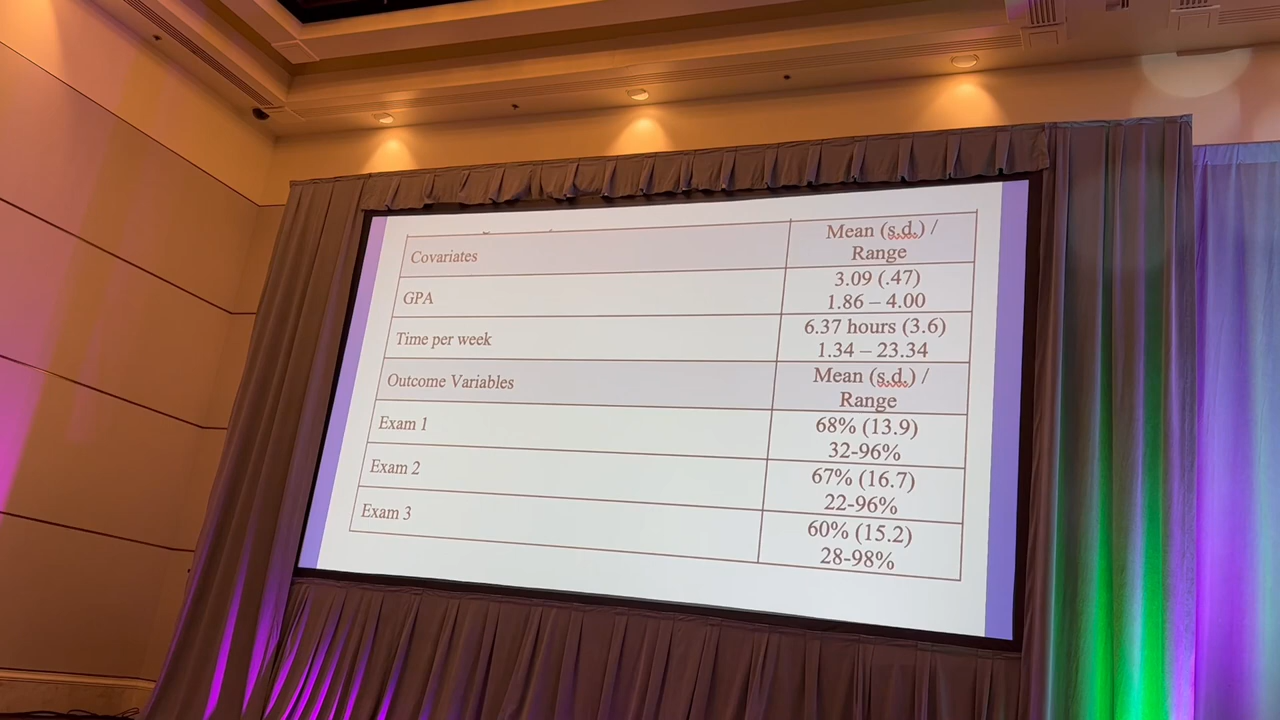 Covariates
Mean (s.d.) /
Range
GPA
3.09 (.47)
1.86 – 4.00
Time per week
6.37 hours (3.6)
1.34 – 23.34
Outcome Variables
Mean (s.d.) /
Range
Exam 1
68% (13.9)
32-96%
Exam 2
67% (16.7)
22-96%
Exam 3
60% (15.2)
28-98%